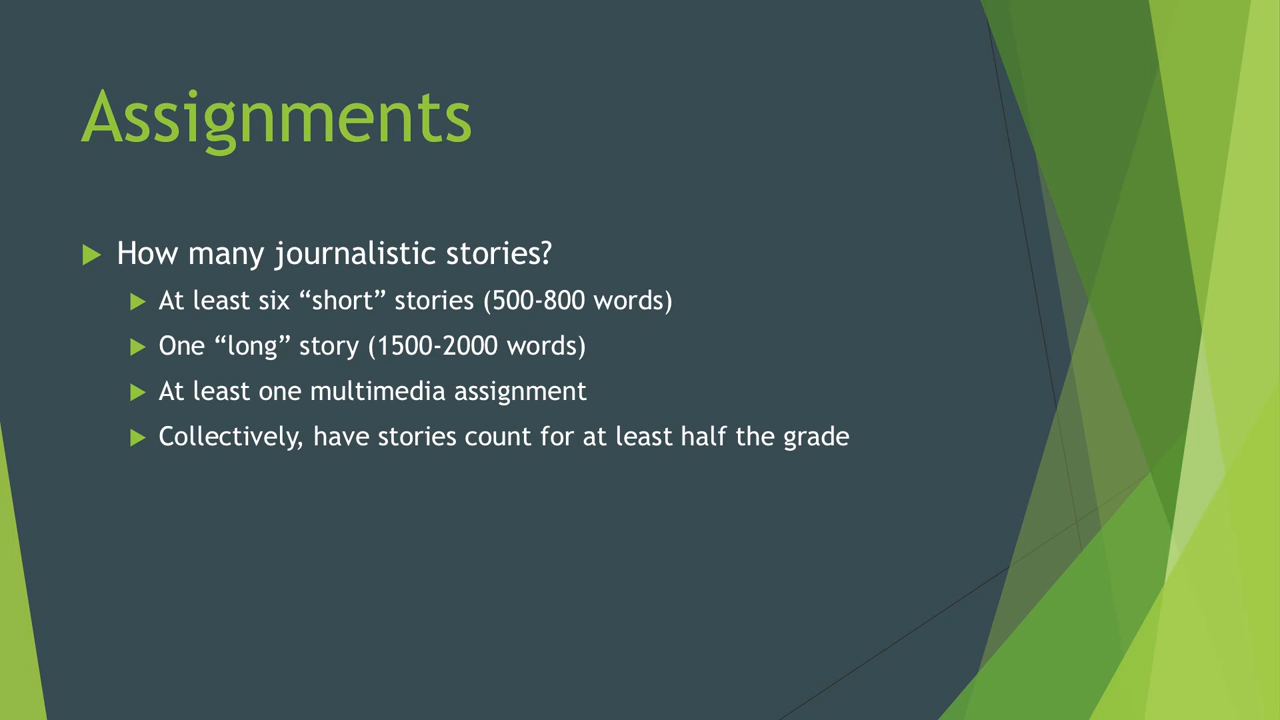 Assignments
How many journalistic stories?
At least six “short” stories (500-800 words)
One “long” story (1500-2000 words)
At least one multimedia assignment
Collectively, have stories count for at least half the grade